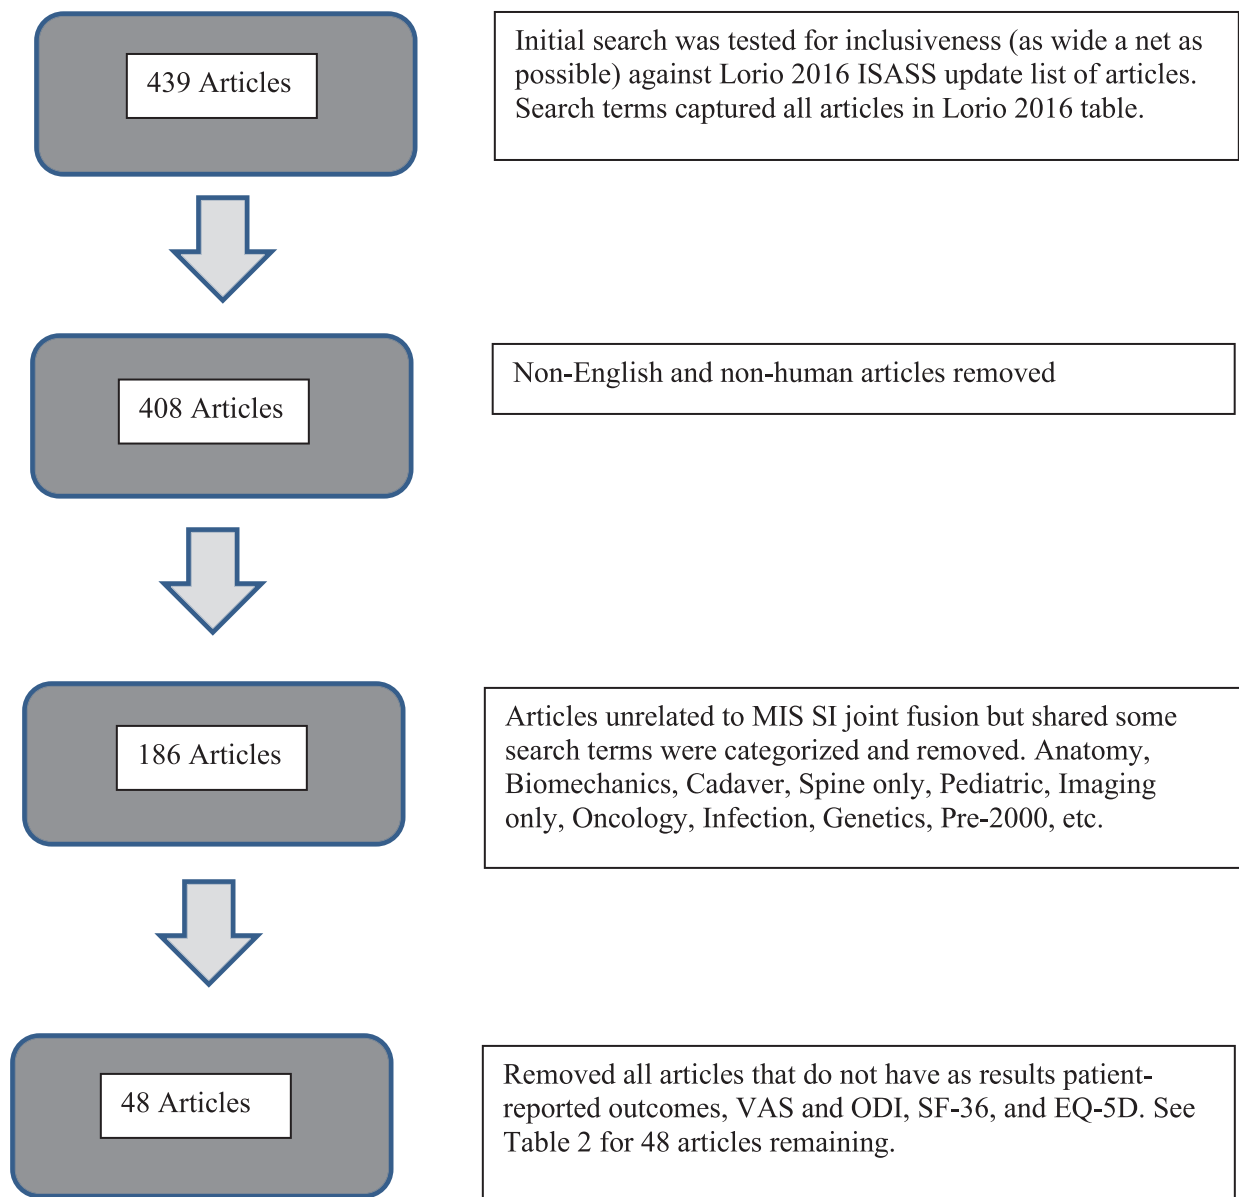 439 Articles
Initial search was tested for inclusiveness (as wide a net as
possible) against Lorio 2016 ISASS update list of articles.
Search terms captured all articles in Lorio 2016 table.
408 Articles
Non-English and non-human articles removed
186 Articles
Articles unrelated to MIS SI joint fusion but shared some
search terms were categorized and removed. Anatomy,
Biomechanics, Cadaver, Spine only, Pediatric, Imaging
only, Oncology, Infection, Genetics, Pre-2000, etc.
48 Articles
Removed all articles that do not have as results patient-
reported outcomes, VAS and ODI, SF-36, and EQ-5D. See
Table 2 for 48 articles remaining.